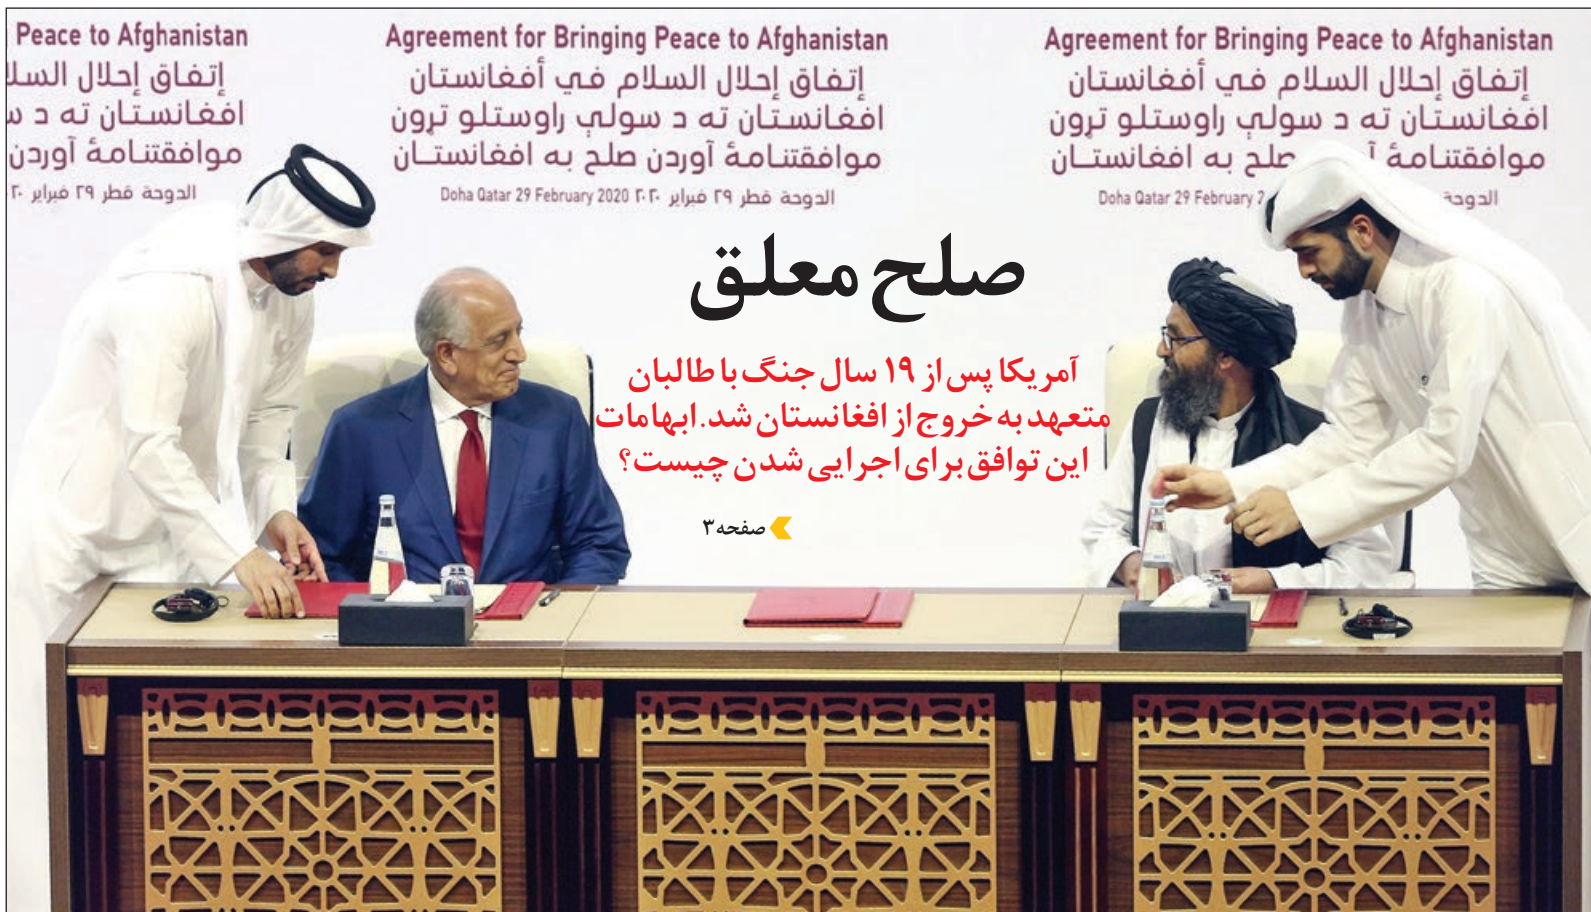 Peace to Afghanistan
إتفاق إحلال السلا
افغانستان ته د س
موافقتنامهٔ آوردن
الدوحة قطر ٢٩ فبراير
Agreement for Bringing Peace to Afghanistan
إتفاق إحلال السلام في أفغانستان
افغانستان ته د سولې راوستلو تړون
موافقتنامهٔ آوردن صلح به افغانستـان
Doha Qatar 29 February 2020 الدوحة قطر ٢٩ فبراير ٢٠٢٠
Agreement for Bringing Peace to Afghanistan
إتفاق إحلال السلام في أفغانستان
افغانستان ته د سولې راوستلو تړون
موافقتنامهٔ صلح به افغانستـان
Doha Qatar 29 February 2 الدوحة
صلح معلق
آمریکا پس از ۱۹ سال جنگ با طالبان
متعهد به خروج از افغانستان شد. ابهامات
این توافق برای اجرایی شدن چیست؟
صفحه ۳